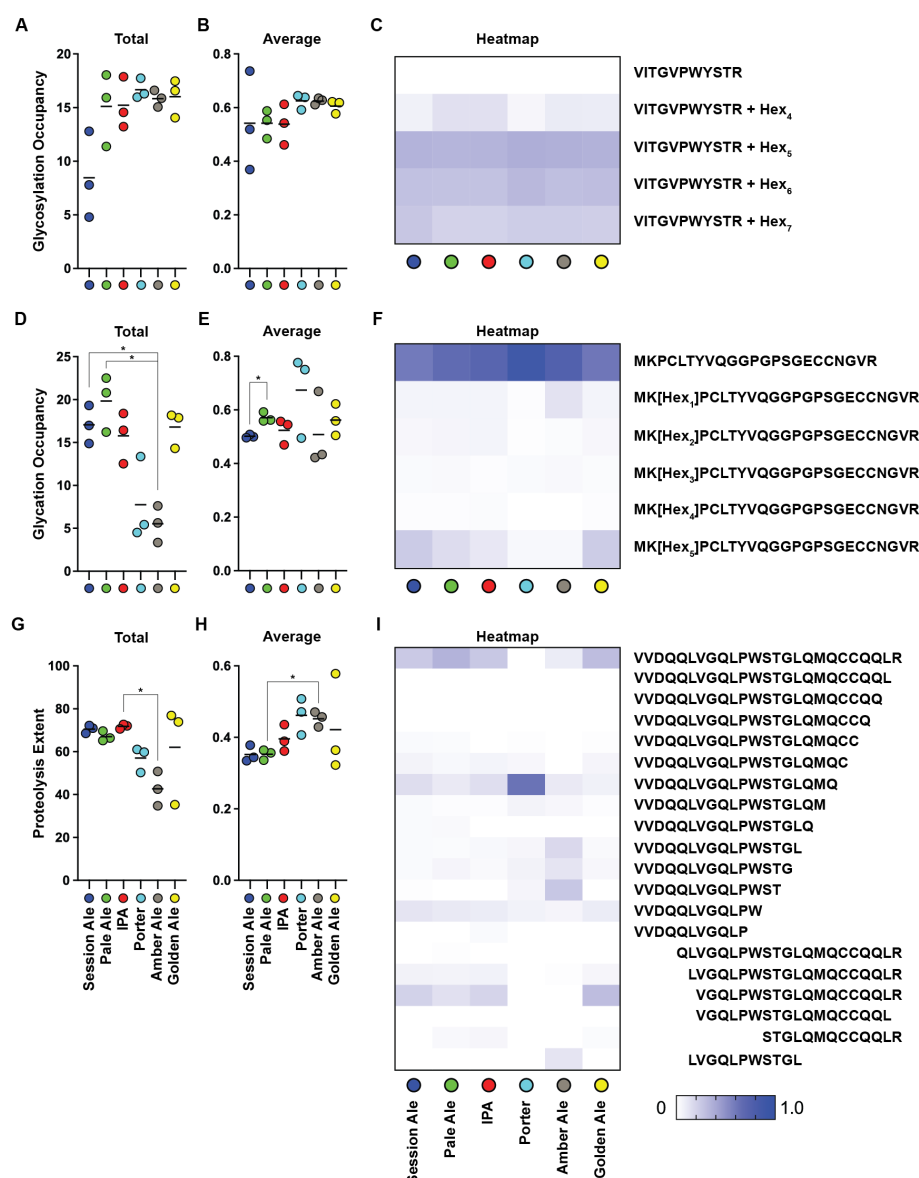 A
Total
Glycosylation Occupancy
20
15
10
5
0
B
Average
0.8
0.6
0.4
0.2
0.0
C
Heatmap
VITGVPWYSTR
VITGVPWYSTR + Hex4
VITGVPWYSTR + Hex5
VITGVPWYSTR + Hex6
VITGVPWYSTR + Hex7
D
Total
Glycation Occupancy
25
20
15
10
5
0
*
*
E
Average
0.8
0.6
0.4
0.2
0.0
*
F
Heatmap
MKPCLTYVQGGPGPSGECCNGVR
MK[Hex1]PCLTYVQGGPGPSGECCNGVR
MK[Hex2]PCLTYVQGGPGPSGECCNGVR
MK[Hex3]PCLTYVQGGPGPSGECCNGVR
MK[Hex4]PCLTYVQGGPGPSGECCNGVR
MK[Hex5]PCLTYVQGGPGPSGECCNGVR
G
Total
Proteolysis Extent
100
80
60
40
20
0
*
Session Ale
Pale Ale
IPA
Porter
Amber Ale
Golden Ale
H
Average
0.6
0.4
0.2
0.0
*
Session Ale
Pale Ale
IPA
Porter
Amber Ale
Golden Ale
I
Heatmap
VVDQQLVGQLPWSTGLQMQCCQQLR
VVDQQLVGQLPWSTGLQMQCCQQL
VVDQQLVGQLPWSTGLQMQCCQQ
VVDQQLVGQLPWSTGLQMQCCQ
VVDQQLVGQLPWSTGLQMQCC
VVDQQLVGQLPWSTGLQMQC
VVDQQLVGQLPWSTGLQMQ
VVDQQLVGQLPWSTGLQM
VVDQQLVGQLPWSTGLQ
VVDQQLVGQLPWSTGL
VVDQQLVGQLPWSTG
VVDQQLVGQLPWST
VVDQQLVGQLPW
VVDQQLVGQLP
QLVGQLPWSTGLQMQCCQQLR
LVGQLPWSTGLQMQCCQQLR
VGQLPWSTGLQMQCCQQLR
VGQLPWSTGLQMQCCQQL
STGLQMQCCQQLR
LVGQLPWSTGL
Session Ale
Pale Ale
IPA
Porter
Amber Ale
Golden Ale
0
1.0